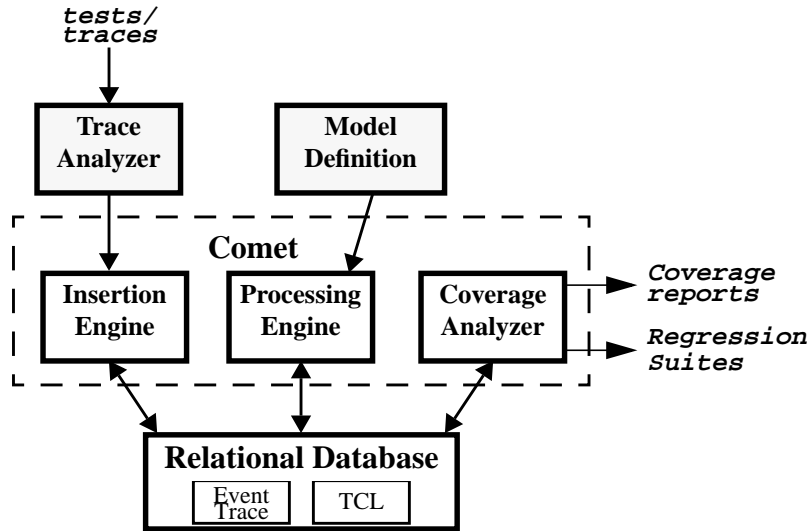 tests/
traces
Trace
Analyzer
Model
Definition
Comet
Insertion
Engine
Processing
Engine
Coverage
Analyzer
Coverage
reports
Regression
Suites
Relational Database
Event
Trace
TCL